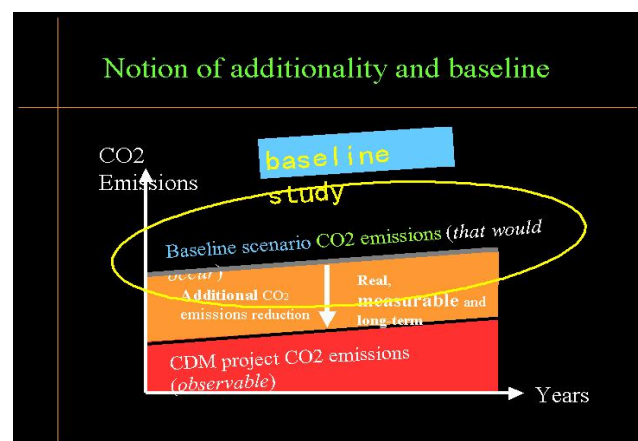 Notion of additionality and baseline
baseline
study
CO2
Emissions
Baseline scenario CO2 emissions (that would
occur)
Additional CO2
emissions reduction
Real,
measurable and
long-term
CDM project CO2 emissions
(observable)
Years